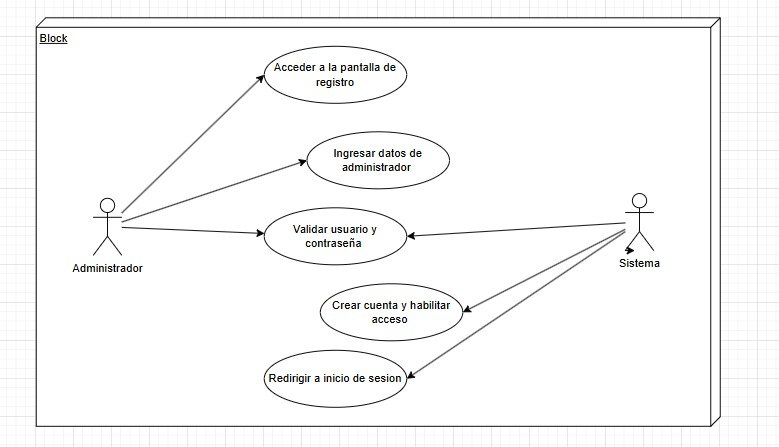 Block
Acceder a la pantalla de
registro
Ingresar datos de
administrador
Validar usuario y
contraseña
Administrador
Sistema
Crear cuenta y habilitar
acceso
Redirigir a inicio de sesion